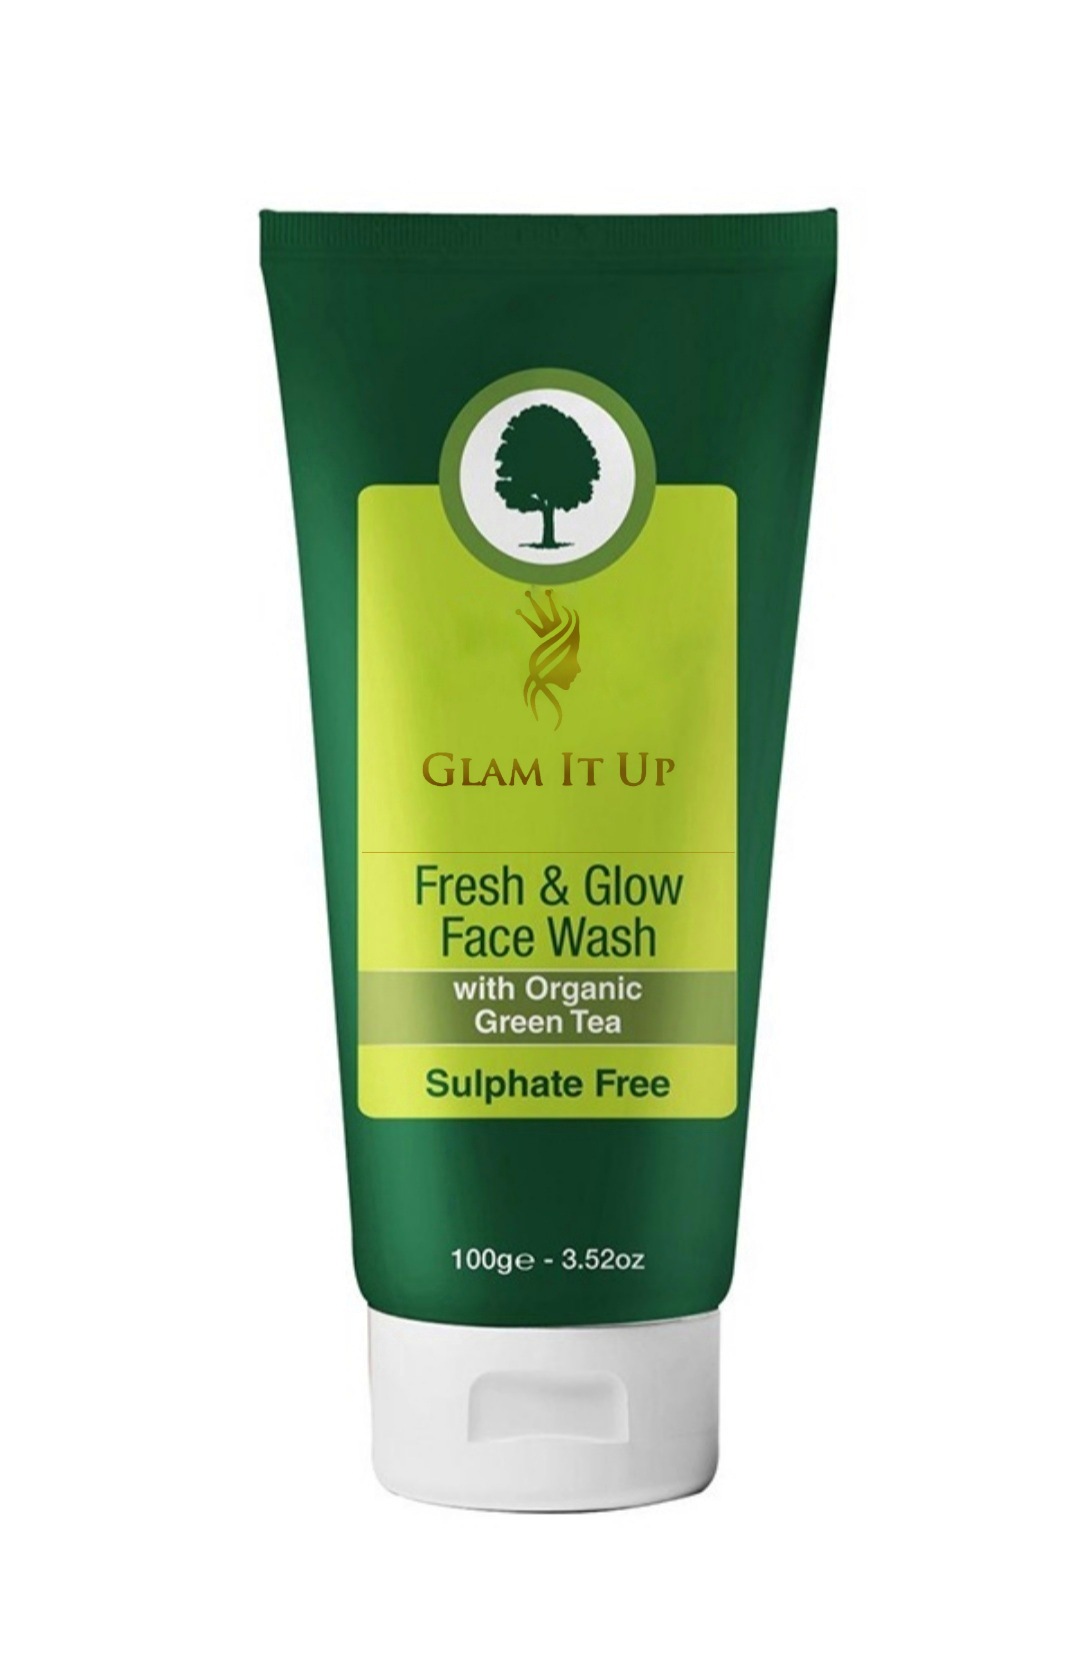 GLAM IT UP
Fresh & Glow
Face Wash
with Organic
Green Tea
Sulphate Free
100g℮ - 3.52oz